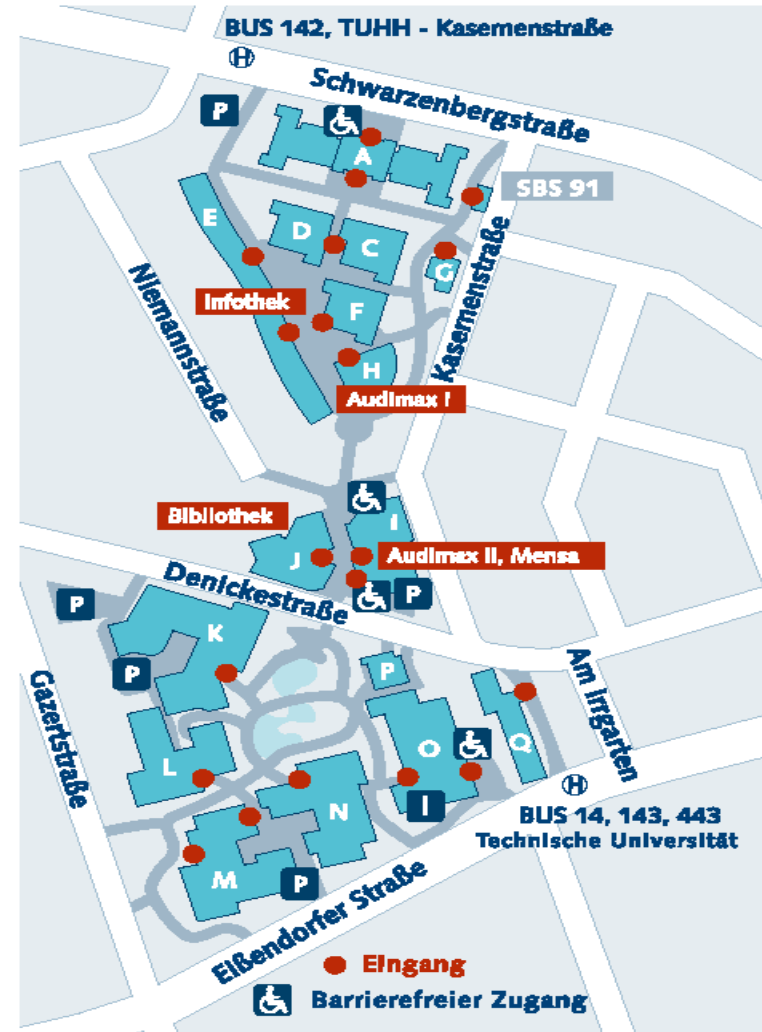 BUS 142, TUHH - Kasernenstraße
H
Schwarzenbergstraße
P
A
SBS 91
E
D
C
G
Niemannstraße
Infothek
F
Kasernenstraße
H
Audimax I
Bibliothek
I
J
Audimax II, Mensa
Denickestraße
P
P
K
P
P
Gazertstraße
Am Irrgarten
L
O
Q
N
I
H
BUS 14, 143, 443
Technische Universität
M
P
Eißendorfer Straße
Eingang
Barrierefreier Zugang